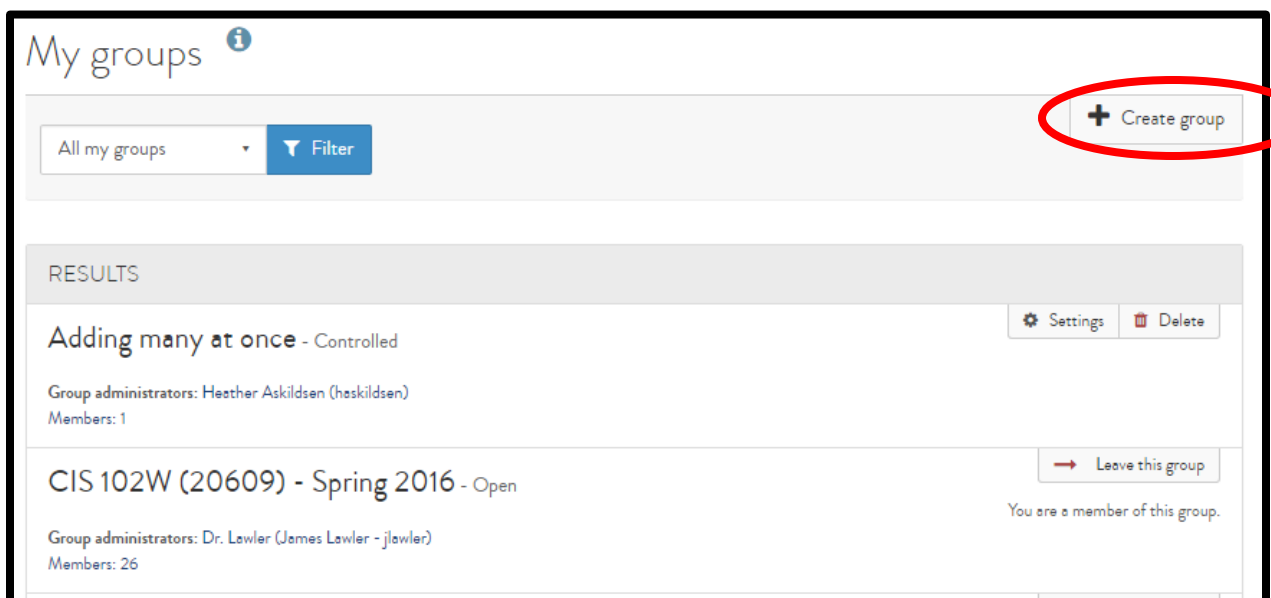 My groups
Create group
All my groups Filter
RESULTS
Settings Delete
Adding many at once - Controlled
Group administrators: Heather Askildsen (haskildsen)
Members: 1
Leave this group
CIS 102W (20609) - Spring 2016 - Open
You are a member of this group.
Group administrators: Dr. Lawler (James Lawler - jlawler)
Members: 26